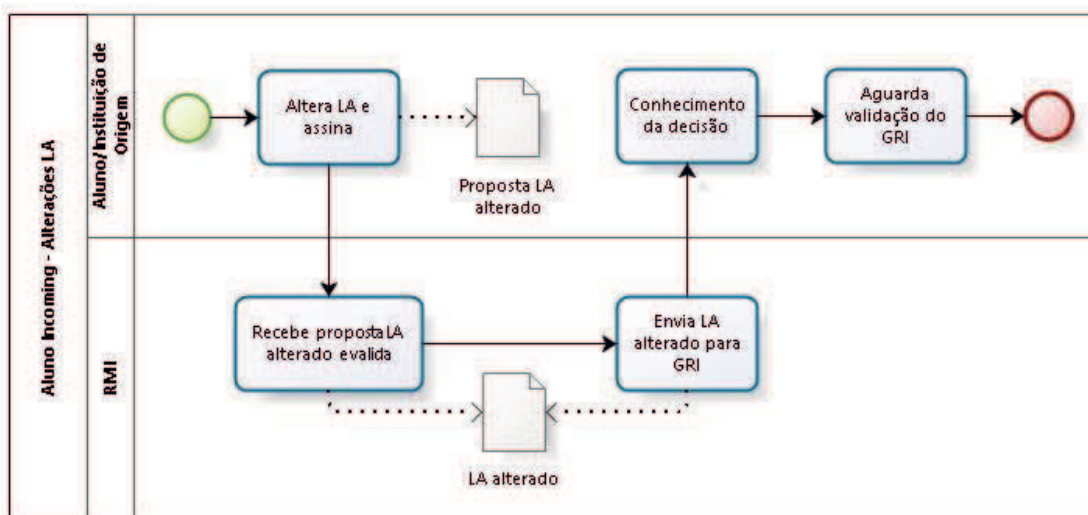 Aluno Incoming - Alterações LA
Aluno/Instituição de
Origem
Altera LA e
assina
Proposta LA
alterado
Conhecimento
da decisão
Aguarda
validação do
GRI
RMI
Recebe propostaLA
alterado evalida
Envia LA
alterado para
GRI
LA alterado